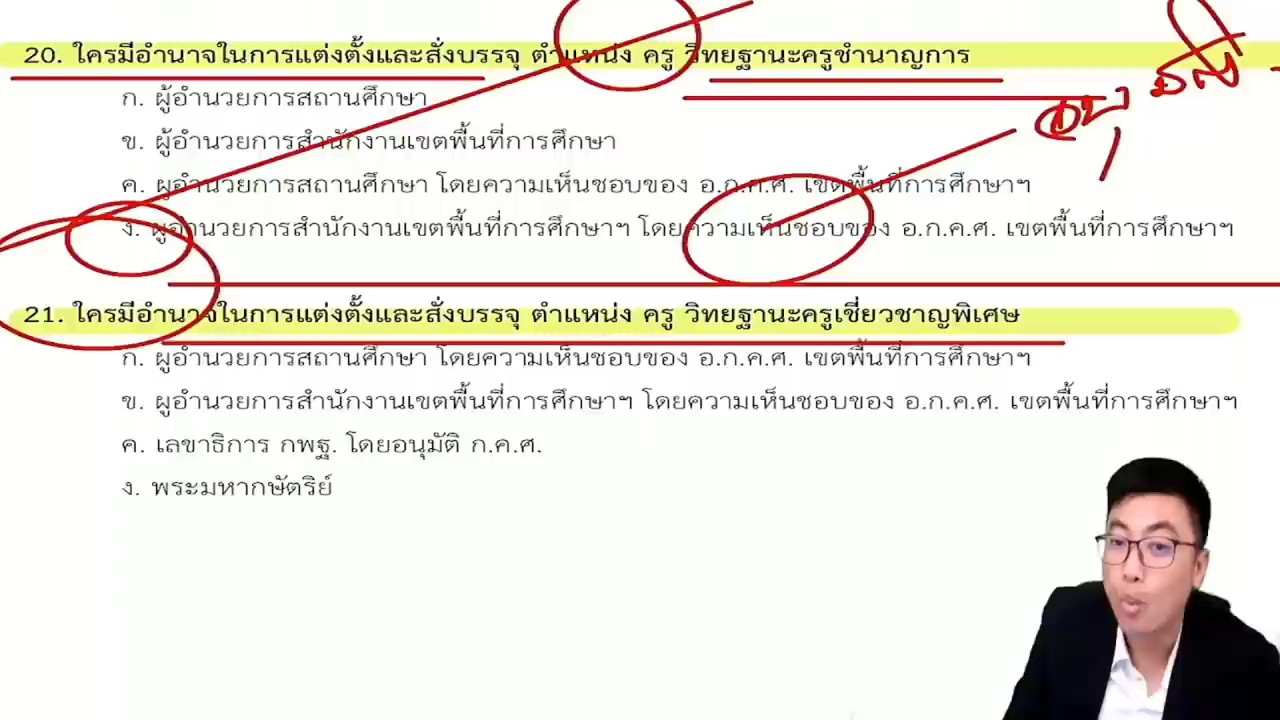 20. ใครมีอำนาจในการแต่งตั้งและสั่งบรรจุ ตำแหน่ง ครู วิทยฐานะครูชำนาญการ
ก. ผู้อำนวยการสถานศึกษา
ข. ผู้อำนวยการสำนักงานเขตพื้นที่การศึกษา
ค. ผู้อำนวยการสถานศึกษา โดยความเห็นชอบของ อ.ก.ค.ศ. เขตพื้นที่การศึกษาฯ
ง. ผู้อำนวยการสำนักงานเขตพื้นที่การศึกษาฯ โดยความเห็นชอบของ อ.ก.ค.ศ. เขตพื้นที่การศึกษาฯ
21. ใครมีอำนาจในการแต่งตั้งและสั่งบรรจุ ตำแหน่ง ครู วิทยฐานะครูเชี่ยวชาญพิเศษ
ก. ผู้อำนวยการสถานศึกษา โดยความเห็นชอบของ อ.ก.ค.ศ. เขตพื้นที่การศึกษาฯ
ข. ผู้อำนวยการสำนักงานเขตพื้นที่การศึกษาฯ โดยความเห็นชอบของ อ.ก.ค.ศ. เขตพื้นที่การศึกษาฯ
ค. เลขาธิการ กพฐ. โดยอนุมัติ ก.ค.ศ.
ง. พระมหากษัตริย์